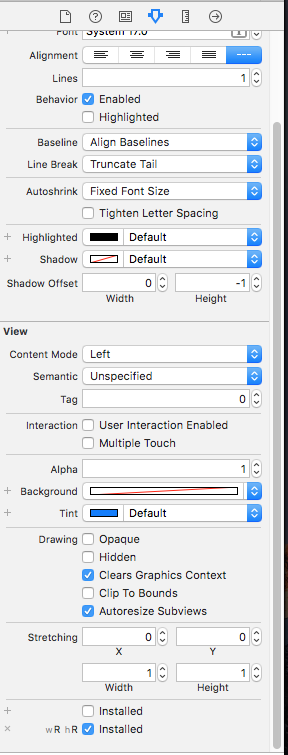 Font System 17.0
Alignment
Lines 1
Behavior Enabled
Highlighted
Baseline Align Baselines
Line Break Truncate Tail
Autoshrink Fixed Font Size
Tighten Letter Spacing
+ Highlighted Default
+ Shadow Default
Shadow Offset 0 -1
Width Height
View
Content Mode Left
Semantic Unspecified
Tag 0
Interaction User Interaction Enabled
Multiple Touch
Alpha 1
+ Background
+ Tint Default
Drawing Opaque
Hidden
Clears Graphics Context
Clip To Bounds
Autoresize Subviews
Stretching 0 0
X Y
1 1
Width Height
+ Installed
× wR hR Installed